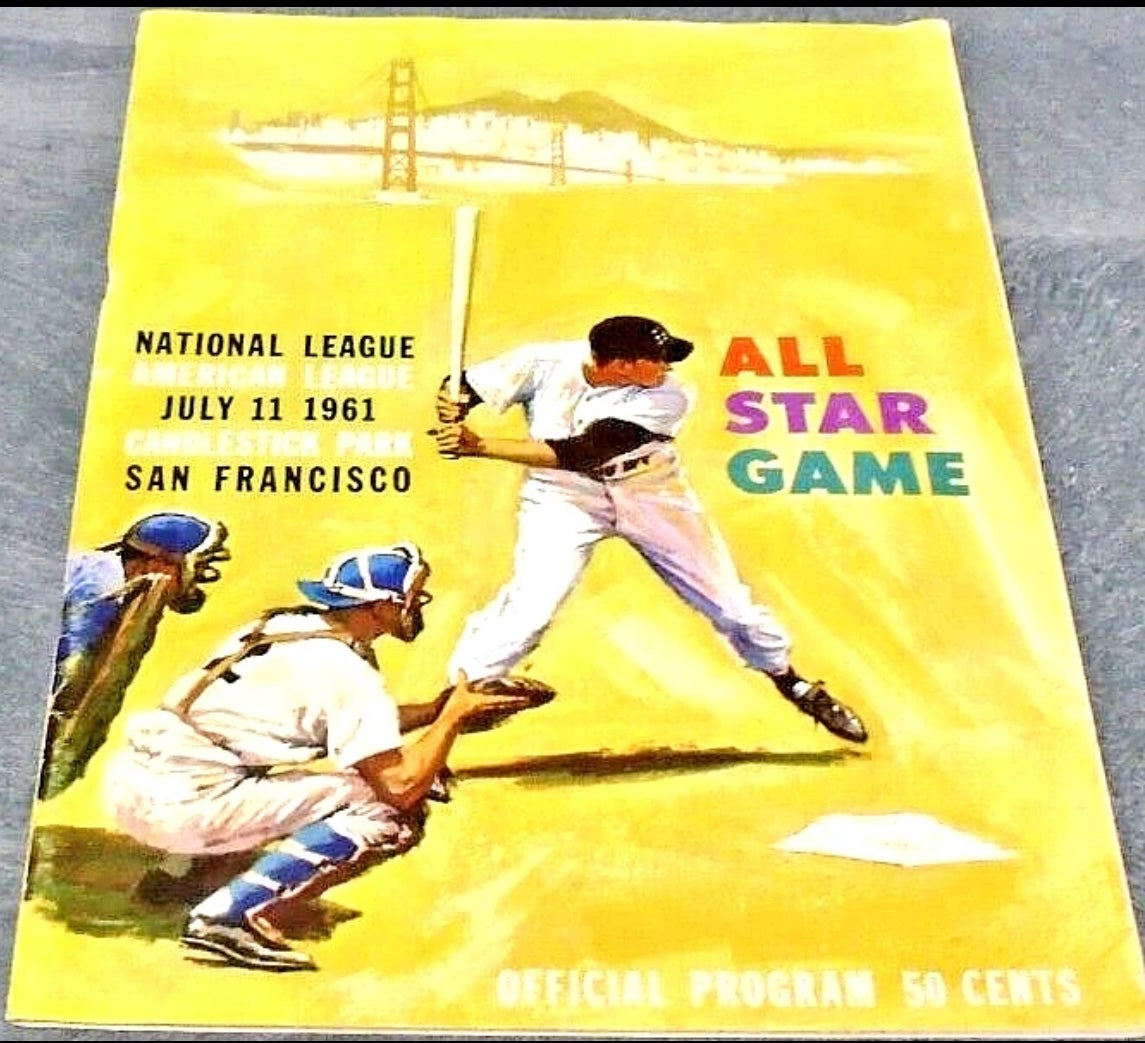 NATIONAL LEAGUE
AMERICAN LEAGUE
JULY 11 1961
CANDLESTICK PARK
SAN FRANCISCO
ALL
STAR
GAME
OFFICIAL PROGRAM 50 CENTS